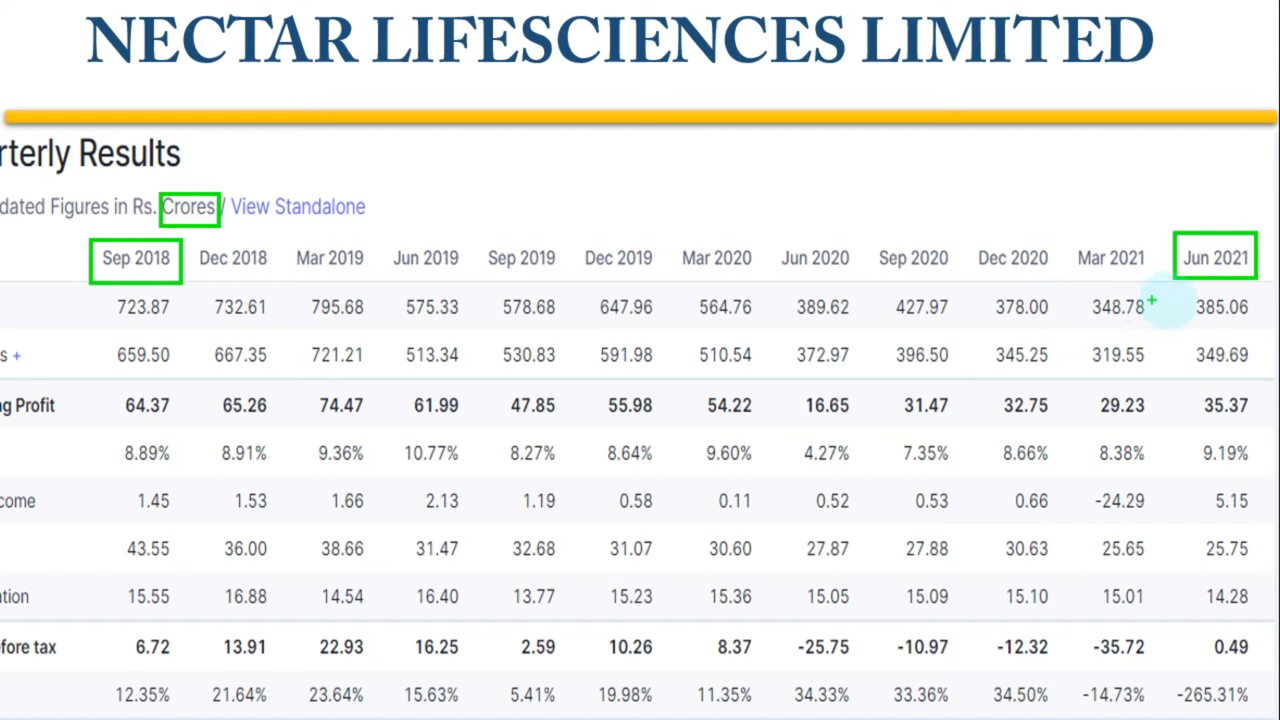 NECTAR LIFESCIENCES LIMITED
rterly Results
dated Figures in Rs. Crores / View Standalone
Sep 2018 Dec 2018 Mar 2019 Jun 2019 Sep 2019 Dec 2019 Mar 2020 Jun 2020 Sep 2020 Dec 2020 Mar 2021 Jun 2021
723.87 732.61 795.68 575.33 578.68 647.96 564.76 389.62 427.97 378.00 348.78 385.06
s + 659.50 667.35 721.21 513.34 530.83 591.98 510.54 372.97 396.50 345.25 319.55 349.69
ng Profit 64.37 65.26 74.47 61.99 47.85 55.98 54.22 16.65 31.47 32.75 29.23 35.37
8.89% 8.91% 9.36% 10.77% 8.27% 8.64% 9.60% 4.27% 7.35% 8.66% 8.38% 9.19%
come 1.45 1.53 1.66 2.13 1.19 0.58 0.11 0.52 0.53 0.66 -24.29 5.15
43.55 36.00 38.66 31.47 32.68 31.07 30.60 27.87 27.88 30.63 25.65 25.75
ation 15.55 16.88 14.54 16.40 13.77 15.23 15.36 15.05 15.09 15.10 15.01 14.28
efore tax 6.72 13.91 22.93 16.25 2.59 10.26 8.37 -25.75 -10.97 -12.32 -35.72 0.49
12.35% 21.64% 23.64% 15.63% 5.41% 19.98% 11.35% 34.33% 33.36% 34.50% -14.73% -265.31%